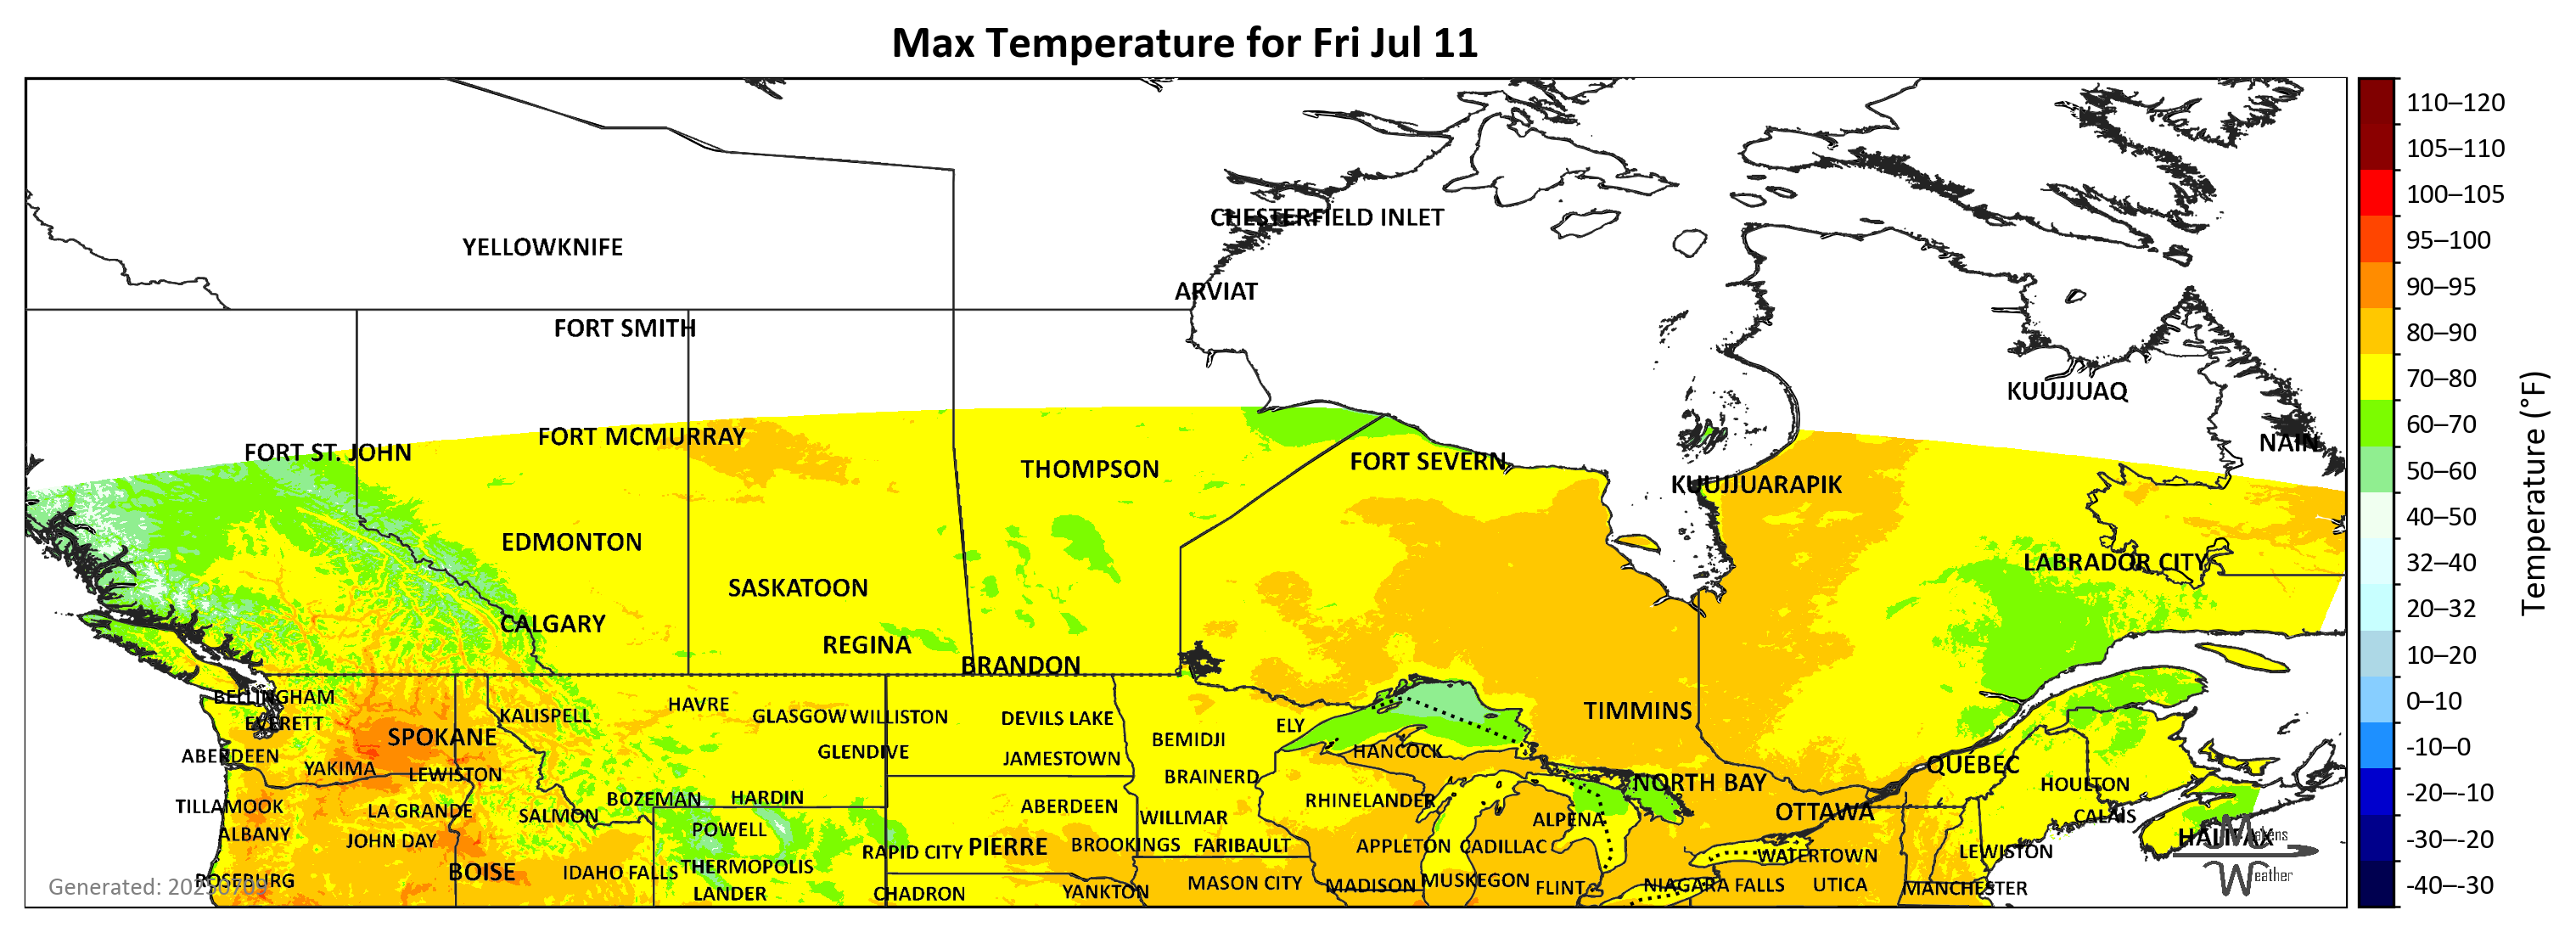 Max Temperature for Fri Jul 11
CHESTERFIELD INLET
YELLOWKNIFE
ARVIAT
FORT SMITH
KUUJJUAQ
FORT MCMURRAY
NAIN
FORT ST. JOHN
FORT SEVERN
THOMPSON
KUUJJUARAPIK
EDMONTON
LABRADOR CITY
SASKATOON
CALGARY
REGINA
BRANDON
BELLINGHAM
HAVRE
TIMMINS
KALISPELL
GLASGOW
WILLISTON
DEVILS LAKE
EVERETT
ELY
SPOKANE
BEMIDJI
ABERDEEN
GLENDIVE
JAMESTOWN
HANCOCK
QUÉBEC
YAKIMA
LEWISTON
BRAINERD
NORTH BAY
HOULTON
BOZEMAN
HARDIN
RHINELANDER
TILLAMOOK
LA GRANDE
ABERDEEN
SALMON
WILLMAR
ALPENA
OTTAWA
CALAIS
ALBANY
POWELL
JOHN DAY
HALIFAX
PIERRE
BROOKINGS
FARIBAULT
APPLETON
CADILLAC
RAPID CITY
WATERTOWN
LEWISTON
BOISE
IDAHO FALLS
THERMOPOLIS
ROSEBURG
MASON CITY
MADISON
MUSKEGON
FLINT
NIAGARA FALLS
UTICA
MANCHESTER
LANDER
CHADRON
YANKTON
Weather
110–120
105–110
100–105
95–100
90–95
80–90
70–80
60–70
50–60
40–50
32–40
20–32
10–20
0–10
-10–0
-20–-10
-30–-20
-40–-30
Temperature (°F)